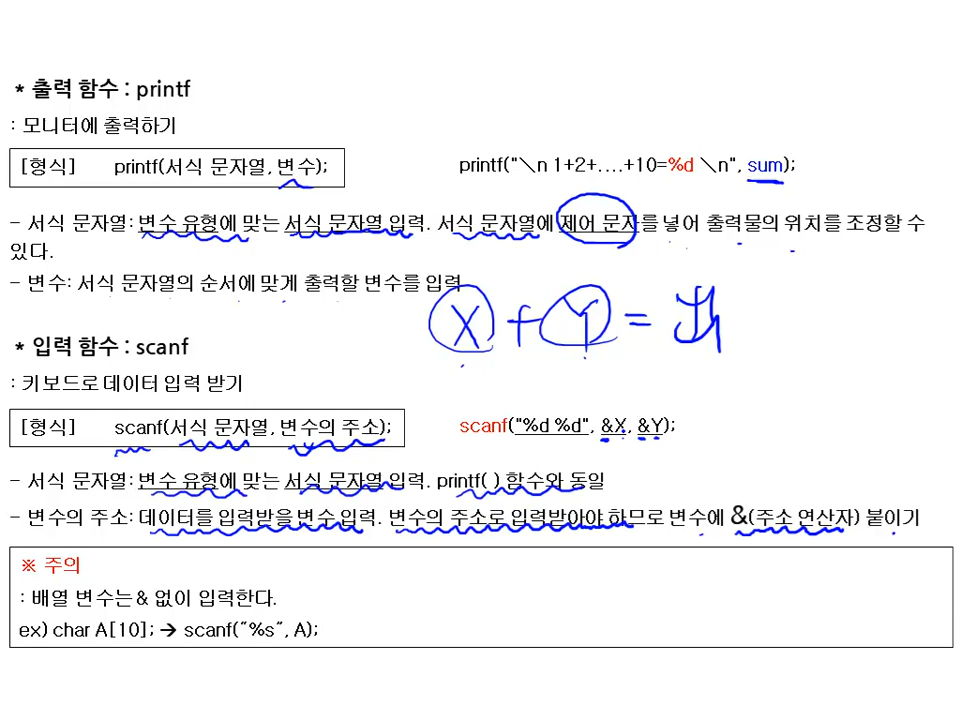 * 출력 함수 : printf
: 모니터에 출력하기
[형식] printf(서식 문자열, 변수);
printf("\n 1+2+....+10=%d \n", sum);
- 서식 문자열: 변수 유형에 맞는 서식 문자열 입력. 서식 문자열에 제어 문자를 넣어 출력물의 위치를 조정할 수
있다.
- 변수: 서식 문자열의 순서에 맞게 출력할 변수를 입력
X + Y =
* 입력 함수 : scanf
: 키보드로 데이터 입력 받기
[형식] scanf(서식 문자열, 변수의 주소);
scanf("%d %d", &X, &Y);
- 서식 문자열: 변수 유형에 맞는 서식 문자열 입력. printf( ) 함수와 동일
- 변수의 주소: 데이터를 입력받을 변수 입력. 변수의 주소로 입력받아야 하므로 변수에 &(주소 연산자) 붙이기
※ 주의
: 배열 변수는 & 없이 입력한다.
ex) char A[10]; → scanf("%s", A);